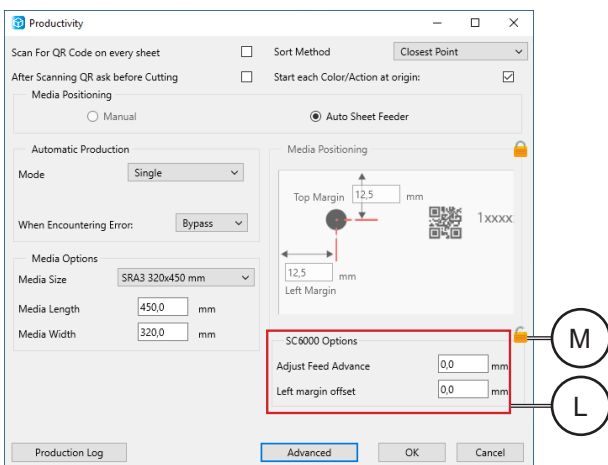 Productivity
Scan For QR Code on every sheet
Sort Method Closest Point
After Scanning QR ask before Cutting
Start each Color/Action at origin:
Media Positioning
Manual
Auto Sheet Feeder
Automatic Production
Mode Single
When Encountering Error: Bypass
Media Options
Media Size SRA3 320x450 mm
Media Length 450,0 mm
Media Width 320,0 mm
Media Positioning
Top Margin 12,5 mm
1xxxx
12,5 mm
Left Margin
SC6000 Options
Adjust Feed Advance 0,0 mm
Left margin offset 0,0 mm
M
L
Production Log
Advanced
OK
Cancel